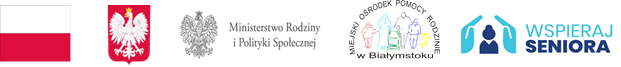 Ministerstwo Rodziny
i Polityki Społecznej
MIEJSKI OŚRODEK POMOCY RODZINIE
w Białymstoku
WSPIERAJ
SENIORA